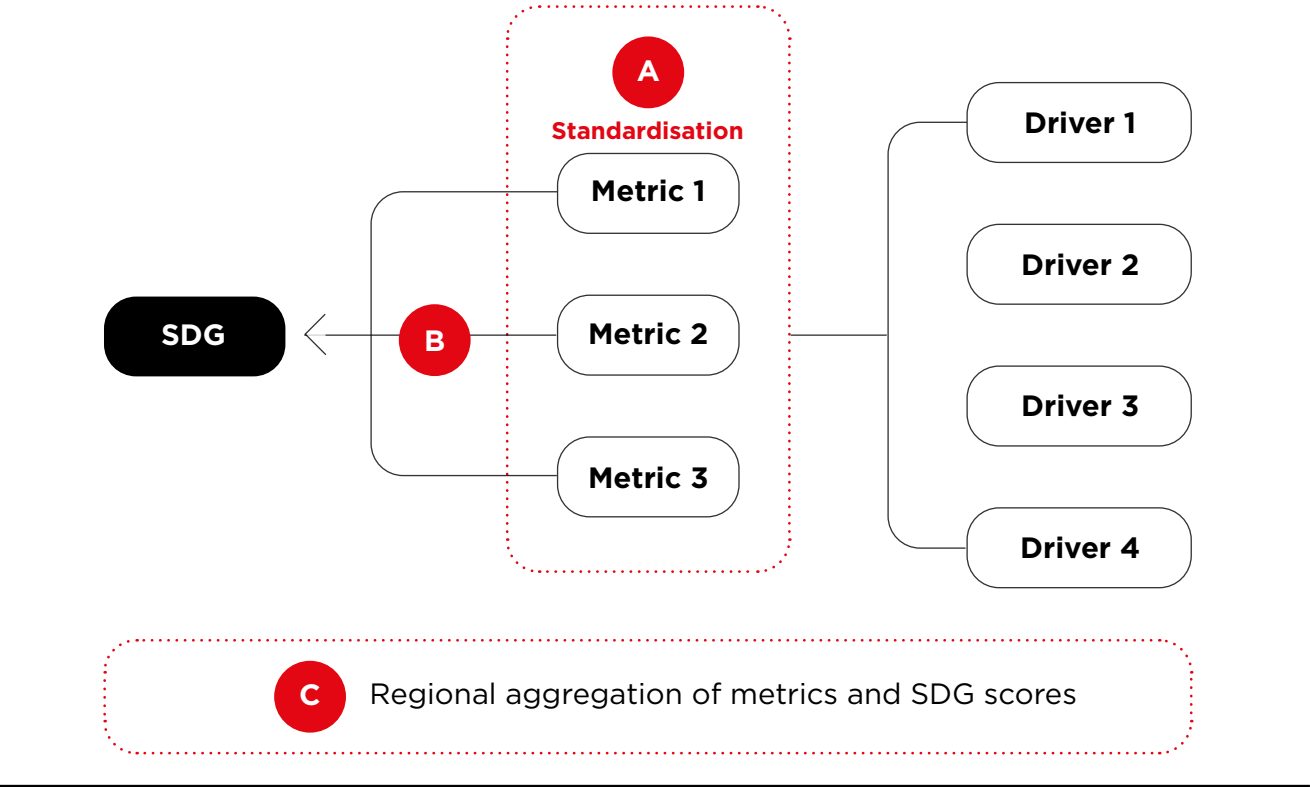 A
Standardisation
Metric 1
Metric 2
Metric 3
SDG
B
Driver 1
Driver 2
Driver 3
Driver 4
C
Regional aggregation of metrics and SDG scores